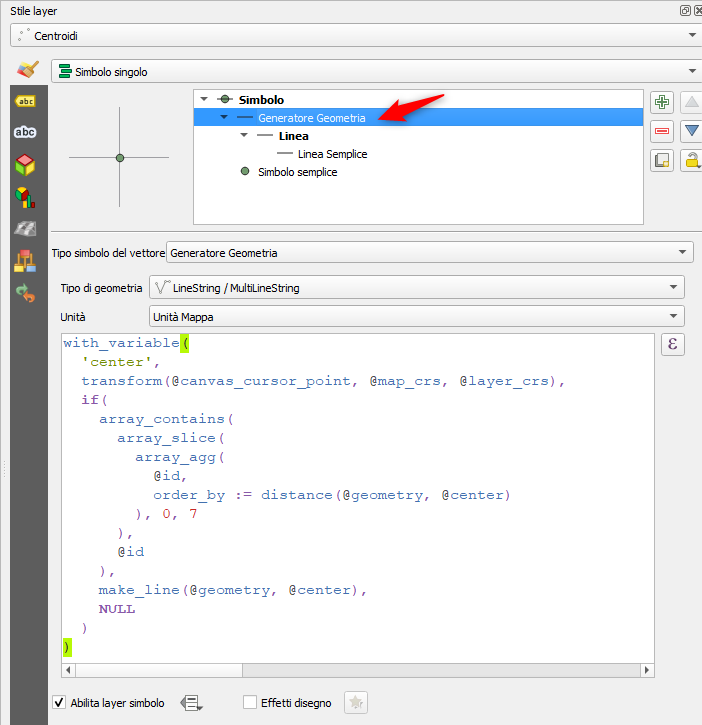 Stile layer
Centroidi
Simbolo singolo
abc
abc
Simbolo
Generatore Geometria
Linea
Linea Semplice
Simbolo semplice
Tipo simbolo del vettore Generatore Geometria
Tipo di geometria LineString / MultiLineString
Unità Unità Mappa
with_variable(
  'center',
  transform(@canvas_cursor_point, @map_crs, @layer_crs),
  if(
    array_contains(
      array_slice(
        array_agg(
          @id,
          order_by := distance(@geometry, @center)
        ), 0, 7
      ),
      @id
    ),
    make_line(@geometry, @center),
    NULL
  )
)
ε
Abilita layer simbolo Effetti disegno